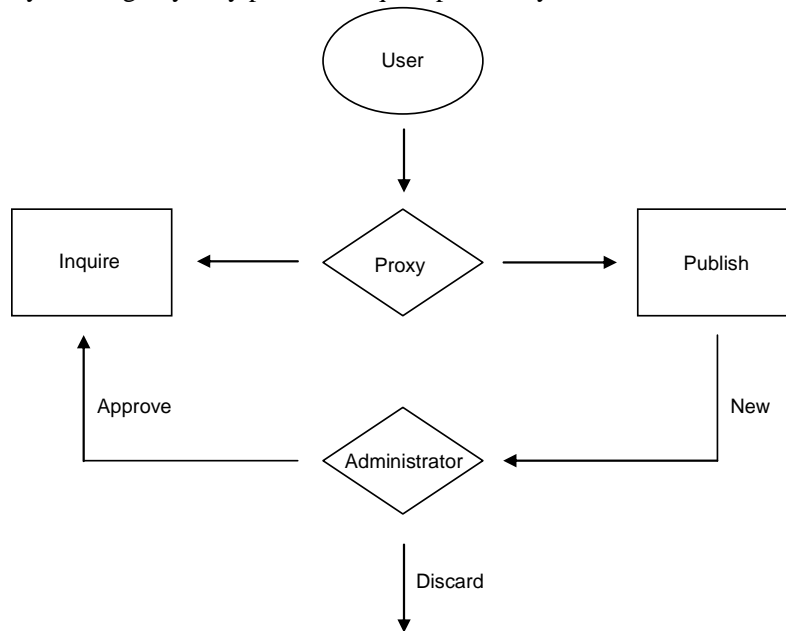 User
Inquire
Proxy
Publish
Approve
New
Administrator
Discard